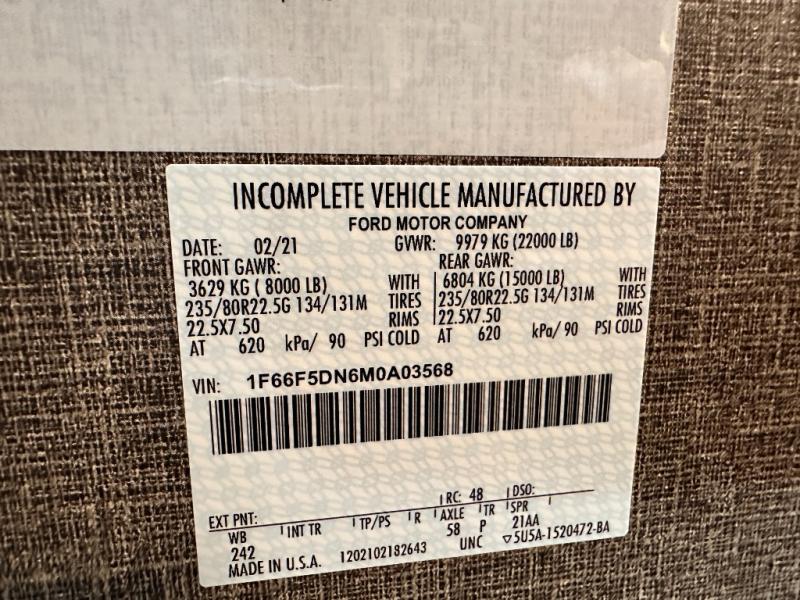 INCOMPLETE VEHICLE MANUFACTURED BY
FORD MOTOR COMPANY
DATE: 02/21 GVWR: 9979 KG (22000 LB)
FRONT GAWR: REAR GAWR:
3629 KG ( 8000 LB) WITH 6804 KG (15000 LB) WITH
235/80R22.5G 134/131M TIRES 235/80R22.5G 134/131M TIRES
22.5X7.50 RIMS 22.5X7.50 RIMS
AT 620 kPa/ 90 PSI COLD AT 620 kPa/ 90 PSI COLD
VIN: 1F66F5DN6M0A03568
EXT PNT: RC: 48 DSO:
WB INT TR TP/PS R AXLE TR SPR
242 58 P 21AA
MADE IN U.S.A. 1202102182643 UNC ▽5U5A-1520472-BA